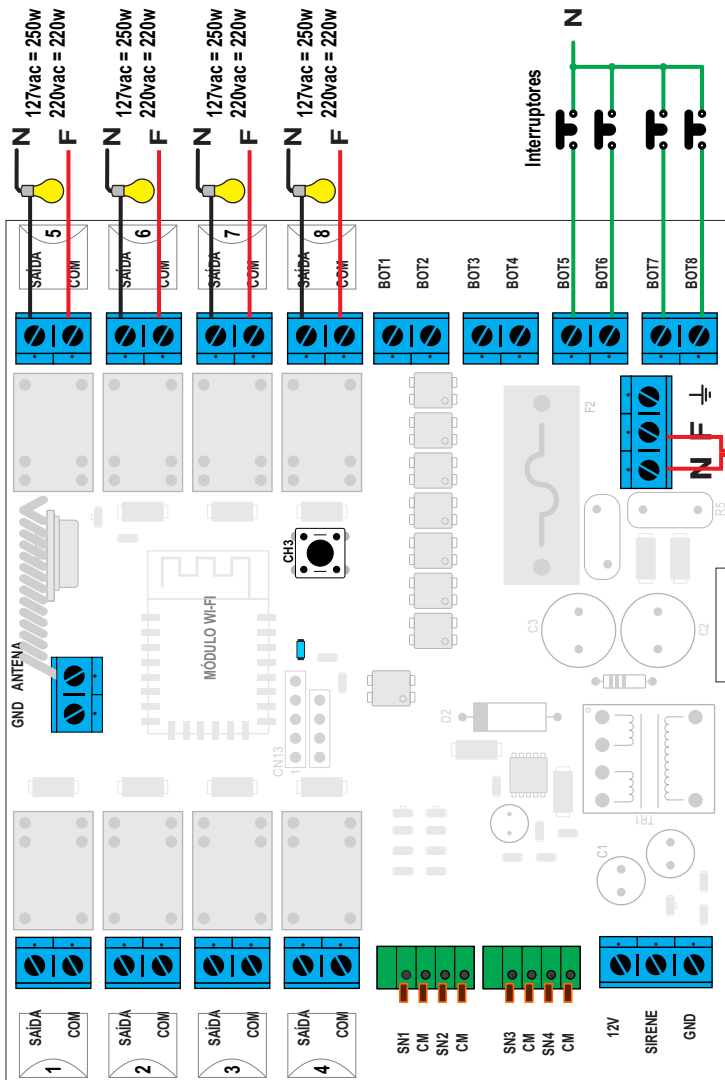 N
127vac = 250w
220vac = 220w
F
N
127vac = 250w
220vac = 220w
F
N
127vac = 250w
220vac = 220w
F
N
127vac = 250w
220vac = 220w
F
N
Interruptores
5
SAÍDA
COM
6
SAÍDA
COM
7
SAÍDA
COM
8
SAÍDA
COM
BOT1
BOT2
BOT3
BOT4
BOT5
BOT6
BOT7
BOT8
F2
N F
R5
CH3
MÓDULO WI-FI
GND ANTENA
C3
C2
D2
CN13
1
TR1
C1
SAÍDA
COM
1
SAÍDA
COM
2
SAÍDA
COM
3
SAÍDA
COM
4
SN1
CM
SN2
CM
SN3
CM
SN4
CM
12V
SIRENE
GND